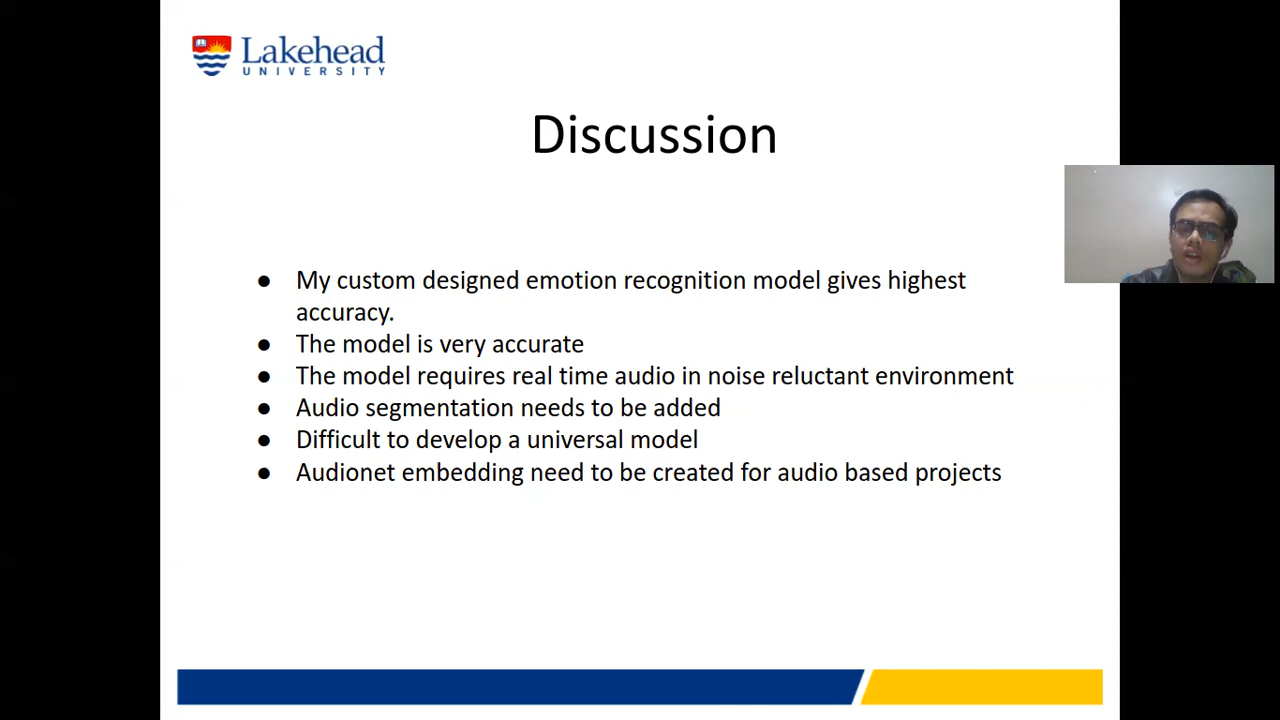 Lakehead
UNIVERSITY
Discussion
● My custom designed emotion recognition model gives highest
accuracy.
● The model is very accurate
● The model requires real time audio in noise reluctant environment
● Audio segmentation needs to be added
● Difficult to develop a universal model
● Audionet embedding need to be created for audio based projects